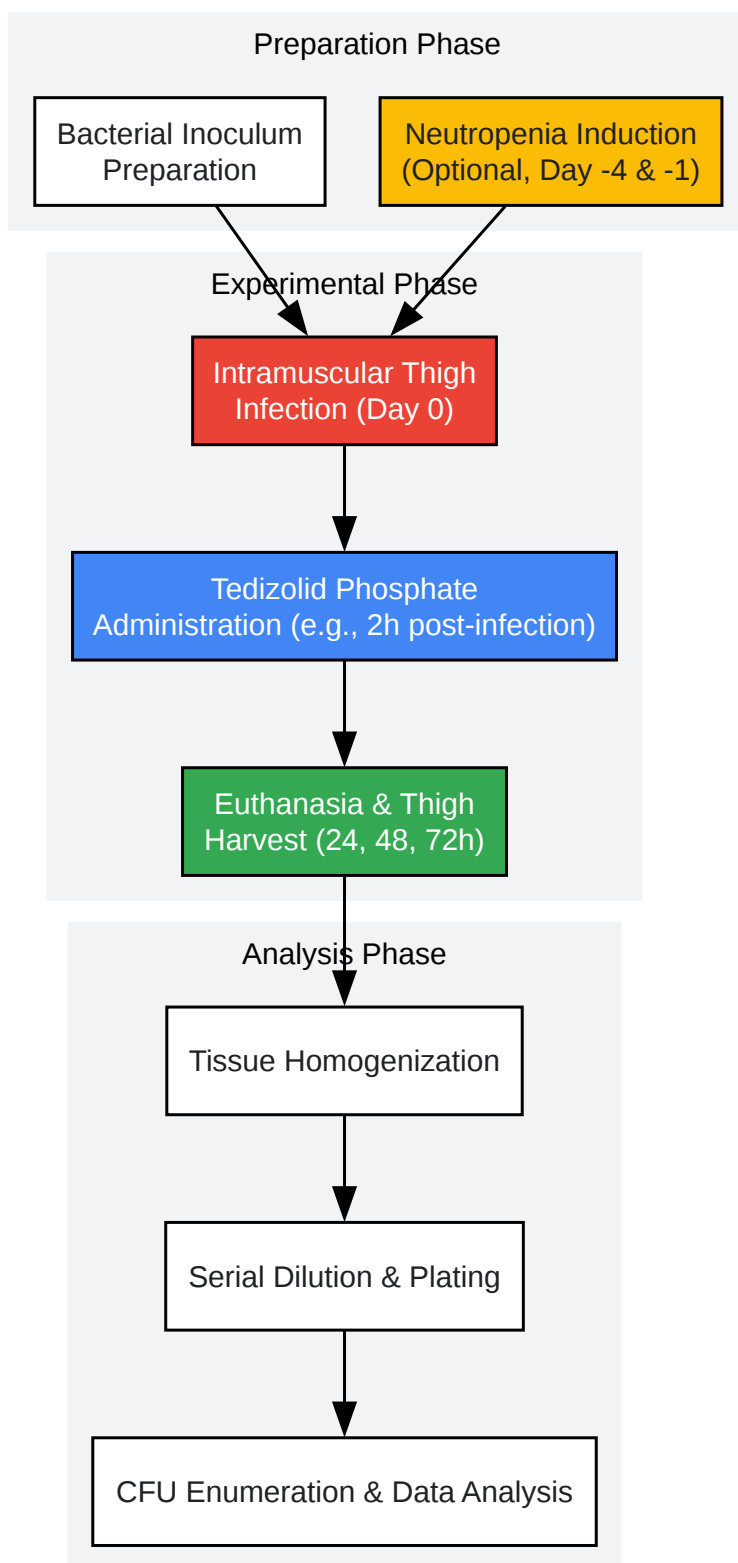 Preparation Phase
Bacterial Inoculum
Preparation
Neutropenia Induction
(Optional, Day -4 & -1)
Experimental Phase
Intramuscular Thigh
Infection (Day 0)
Tedizolid Phosphate
Administration (e.g., 2h post-infection)
Euthanasia & Thigh
Harvest (24, 48, 72h)
Analysis Phase
Tissue Homogenization
Serial Dilution & Plating
CFU Enumeration & Data Analysis